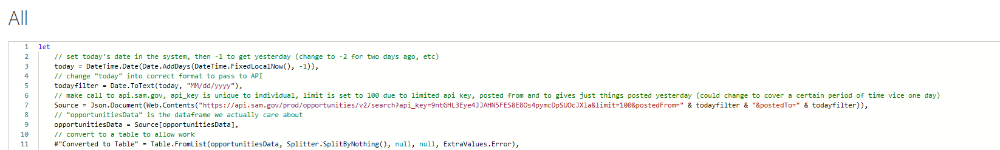 All
1 let
2 // set today's date in the system, then -1 to get yesterday (change to -2 for two days ago, etc)
3 today = DateTime.Date(Date.AddDays(DateTime.FixedLocalNow(), -1)),
4 // change "today" into correct format to pass to API
5 todayfilter = Date.ToText(today, "MM/dd/yyyy"),
6 // make call to api.sam.gov, api_key is unique to individual, limit is set to 100 due to limited api key, posted from and to gives just things posted yesterday (could change to cover a certain period of time vice one day)
7 Source = Json.Document(Web.Contents("https://api.sam.gov/prod/opportunities/v2/search?api_key=9ntGHL3Eye4JJAHN5FES8E8Os4pymcDpSUOcJXla&limit=100&postedFrom=" & todayfilter & "&postedTo=" & todayfilter)),
8 // "opportunitiesData" is the dataframe we actually care about
9 opportunitiesData = Source[opportunitiesData],
10 // convert to a table to allow work
11 #"Converted to Table" = Table.FromList(opportunitiesData, Splitter.SplitByNothing(), null, null, ExtraValues.Error),